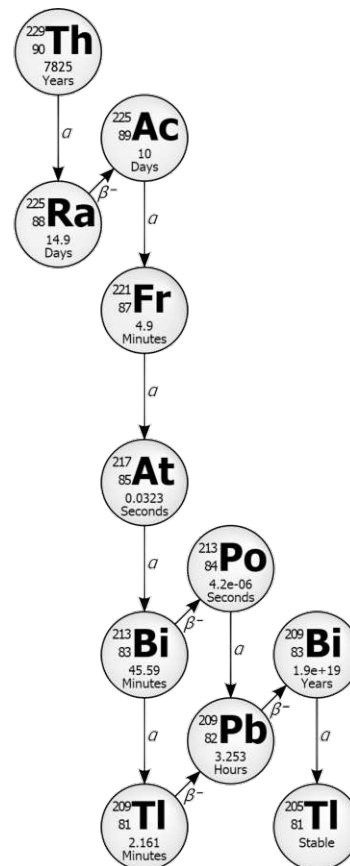 229
90 Th
7825
Years
α
225
89 Ac
10
Days
β⁻
225
88 Ra
14.9
Days
α
221
87 Fr
4.9
Minutes
α
217
85 At
0.0323
Seconds
α
213
84 Po
4.2e-06
Seconds
β⁻
213
83 Bi
45.59
Minutes
α
209
83 Bi
1.9e+19
Years
β⁻
209
82 Pb
3.253
Hours
α
α
β⁻
209
81 Tl
2.161
Minutes
205
81 Tl
Stable